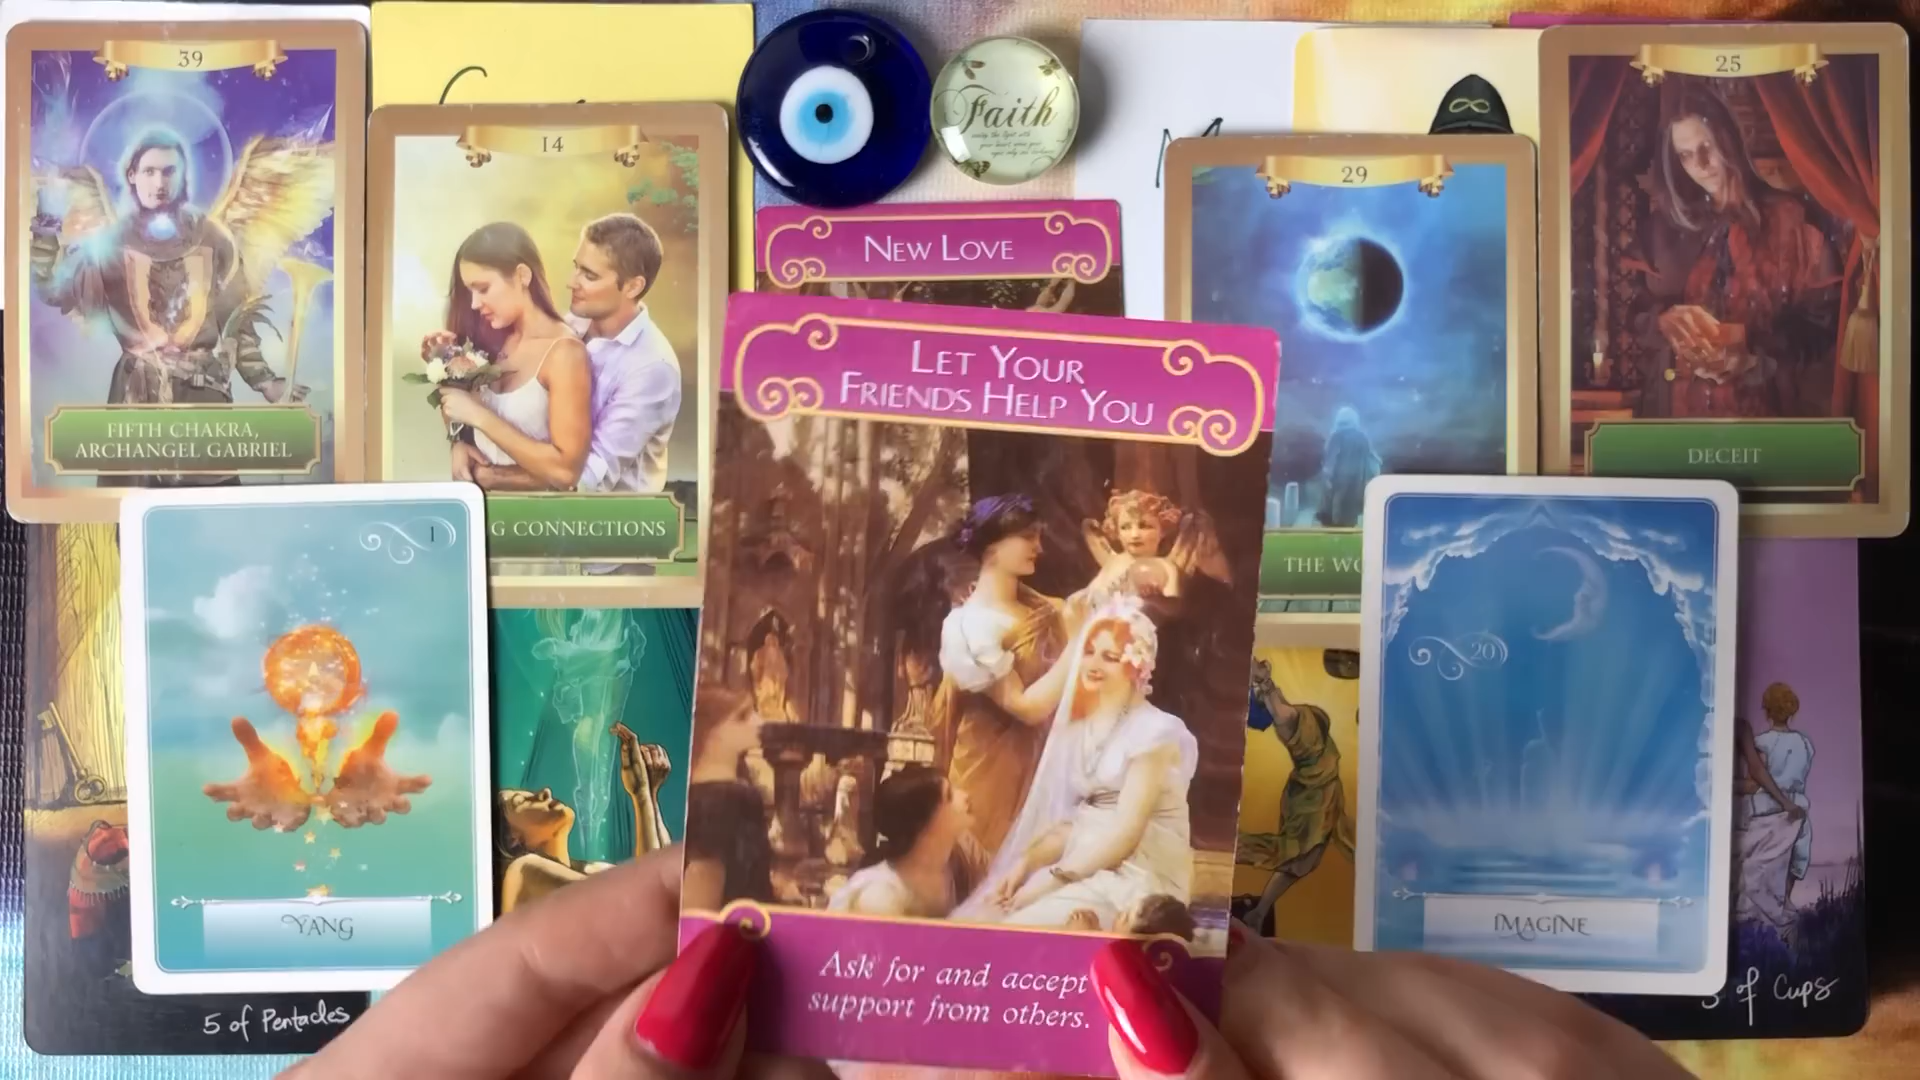 39
FIFTH CHAKRA,
ARCHANGEL GABRIEL
14
G CONNECTIONS
Faith
NEW LOVE
LET YOUR
FRIENDS HELP YOU
Ask for and accept
support from others.
29
THE WO
25
DECEIT
1
YANG
20
IMAGINE
5 of Pentacles
of Cups